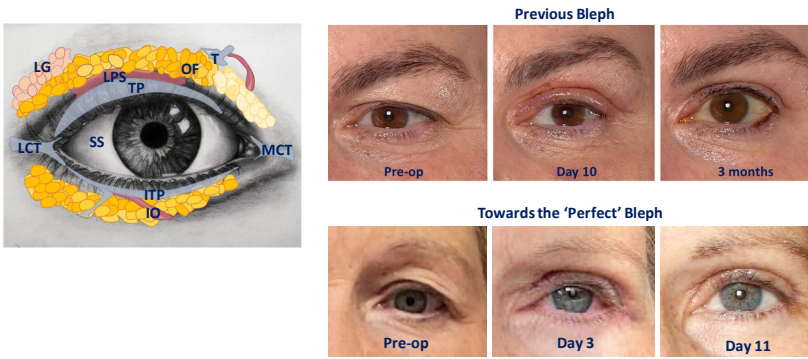 LG
LPS
OF
T
TP
LCT
SS
MCT
ITP
IO
Previous Bleph
Pre-op
Day 10
3 months
Towards the ‘Perfect’ Bleph
Pre-op
Day 3
Day 11